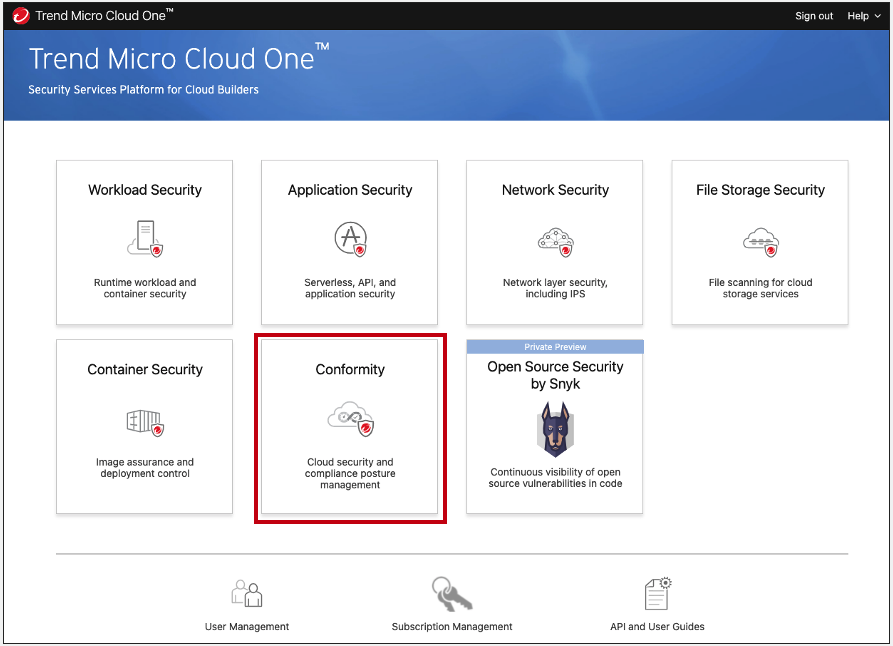 Trend Micro Cloud One™
Sign out
Help
Trend Micro Cloud One™
Security Services Platform for Cloud Builders
Workload Security
Runtime workload and
container security
Application Security
Serverless, API, and
application security
Network Security
Network layer security,
including IPS
File Storage Security
File scanning for cloud
storage services
Container Security
Image assurance and
deployment control
Conformity
Cloud security and
compliance posture
management
Private Preview
Open Source Security
by Snyk
Continuous visibility of open
source vulnerabilities in code
User Management
Subscription Management
API and User Guides